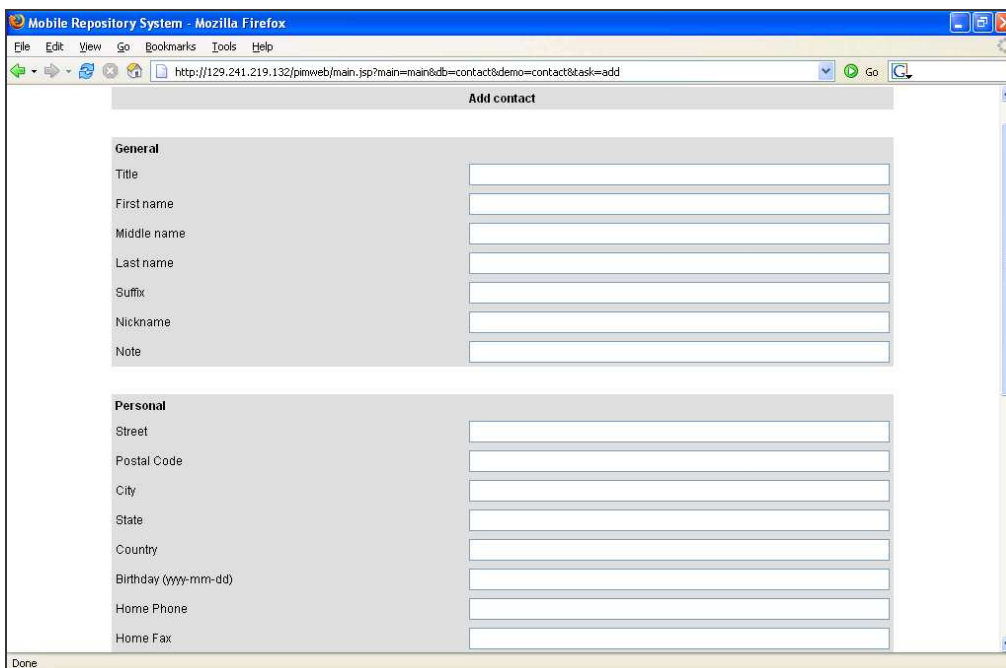 Mobile Repository System - Mozilla Firefox
File Edit View Go Bookmarks Tools Help
http://129.241.219.132/pimweb/main.jsp?main=main&db=contact&demo=contact&task=add Go G
Add contact
General
Title
First name
Middle name
Last name
Suffix
Nickname
Note
Personal
Street
Postal Code
City
State
Country
Birthday (yyyy-mm-dd)
Home Phone
Home Fax
Done